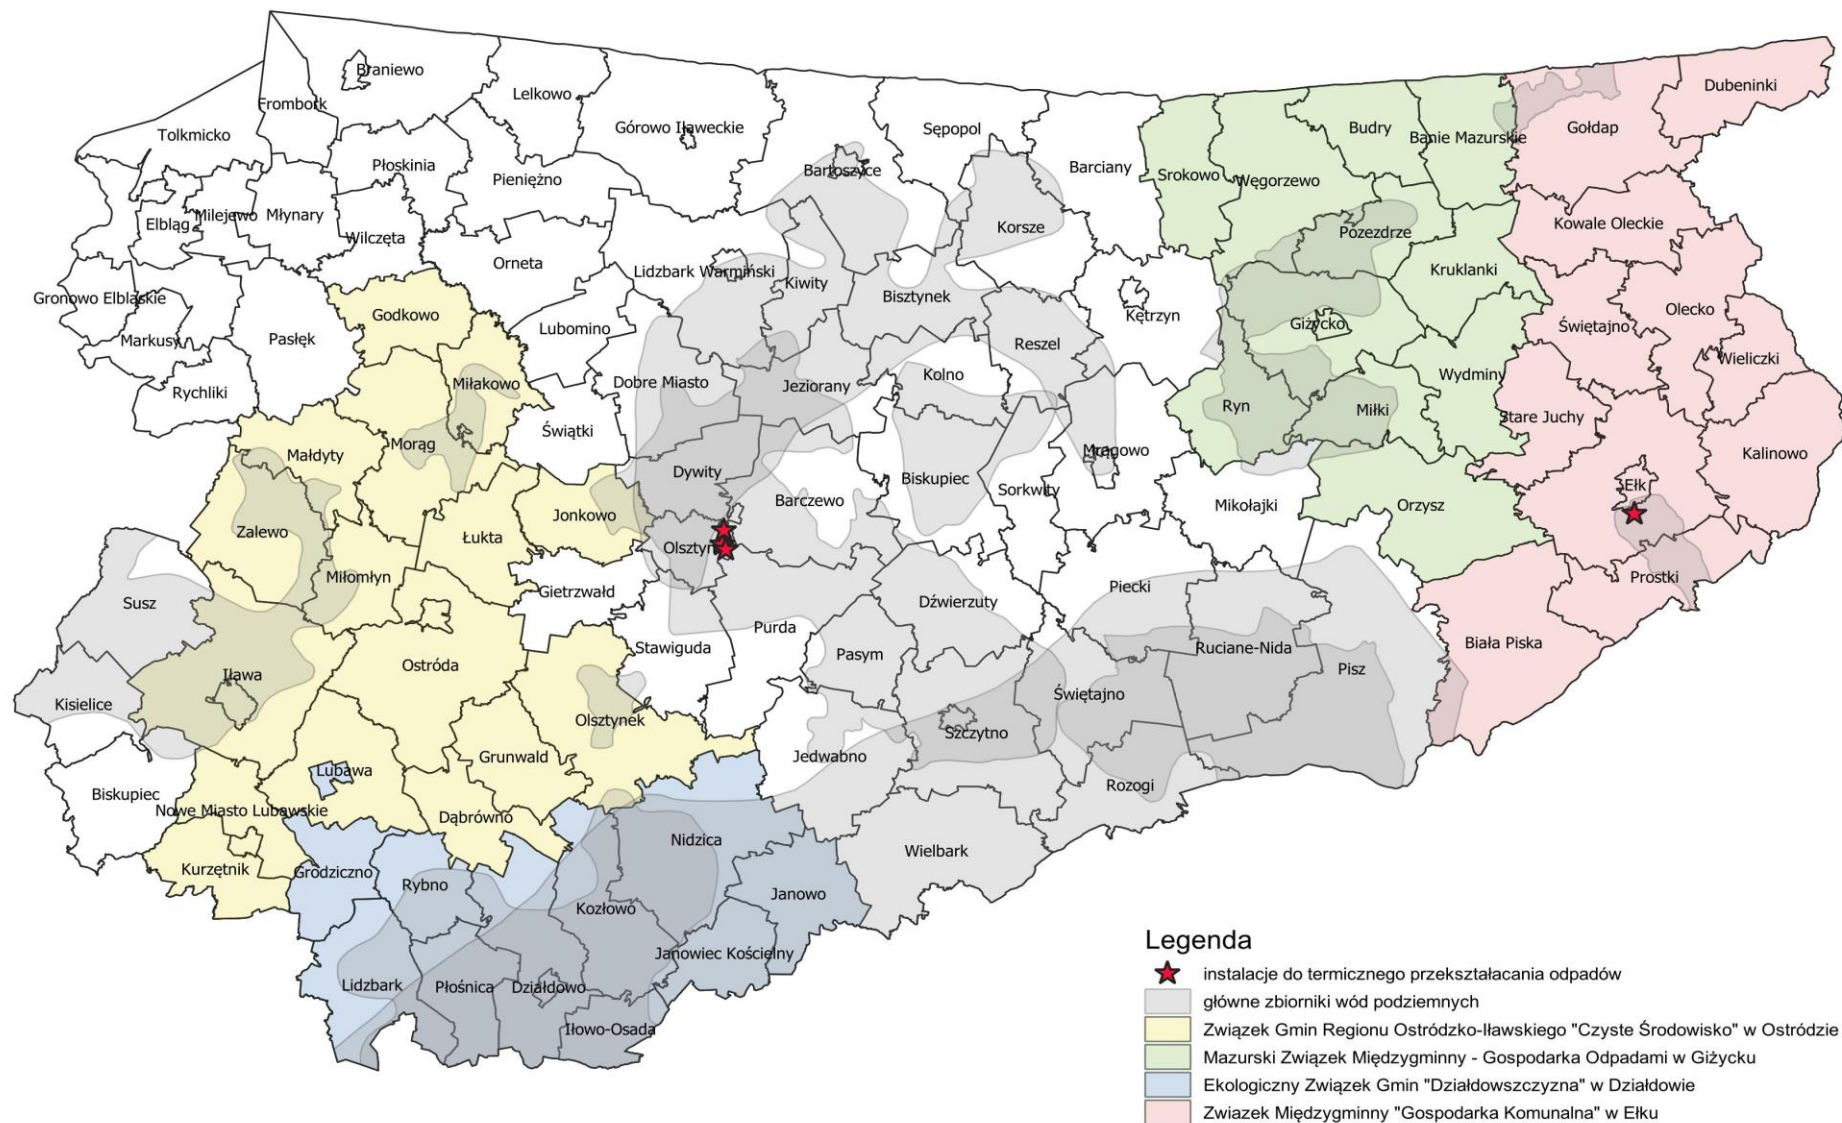 Braniewo
Lelkowo
Dubeninki
Frombork
Tolkmicko
Górowo Iławeckie
Sępopol
Budry
Banie Mazurskie
Gołdap
Barciany
Płoskinia
Pieniężno
Bartoszyce
Srokowo
Węgorzewo
Elbląg
Milejewo
Młynary
Wilczęta
Korsze
Pozezdrze
Kowale Oleckie
Orneta
Lidzbark Warmiński
Kiwity
Bisztynek
Kruklanki
Gronowo Elbląskie
Godkowo
Kętrzyn
Olecko
Markusy
Pasłęk
Lubomino
Reszel
Giżycko
Świętajno
Wieliczki
Rychliki
Miłakowo
Dobre Miasto
Jeziorany
Kolno
Wydminy
Ryn
Miłki
Stare Juchy
Świątki
Małdyty
Morąg
Mrągowo
Kalinowo
Dywity
Biskupiec
Sorkwity
Barczewo
Mikołajki
Orzysz
Ełk
Zalewo
Łukta
Jonkowo
Olsztyn
Miłomłyn
Gietrzwałd
Piecki
Prostki
Susz
Dźwierzuty
Purda
Stawiguda
Pasym
Ruciane-Nida
Biała Piska
Ostróda
Pisz
Iława
Świętajno
Kisielice
Olsztynek
Szczytno
Grunwald
Jedwabno
Lubawa
Rozogi
Biskupiec
Nowe Miasto Lubawskie
Dąbrówno
Nidzica
Wielbark
Kurzętnik
Grodziczno
Rybno
Janowo
Kozłowo
Janowiec Kościelny
Lidzbark
Płośnica
Działdowo
Iłowo-Osada
Legenda
instalacje do termicznego przekształacania odpadów
główne zbiorniki wód podziemnych
Związek Gmin Regionu Ostródzko-Iławskiego "Czyste Środowisko" w Ostródzie
Mazurski Związek Międzygminny - Gospodarka Odpadami w Giżycku
Ekologiczny Związek Gmin "Działdowszczyzna" w Działdowie
Zwiazek Międzygminny "Gospodarka Komunalna" w Ełku